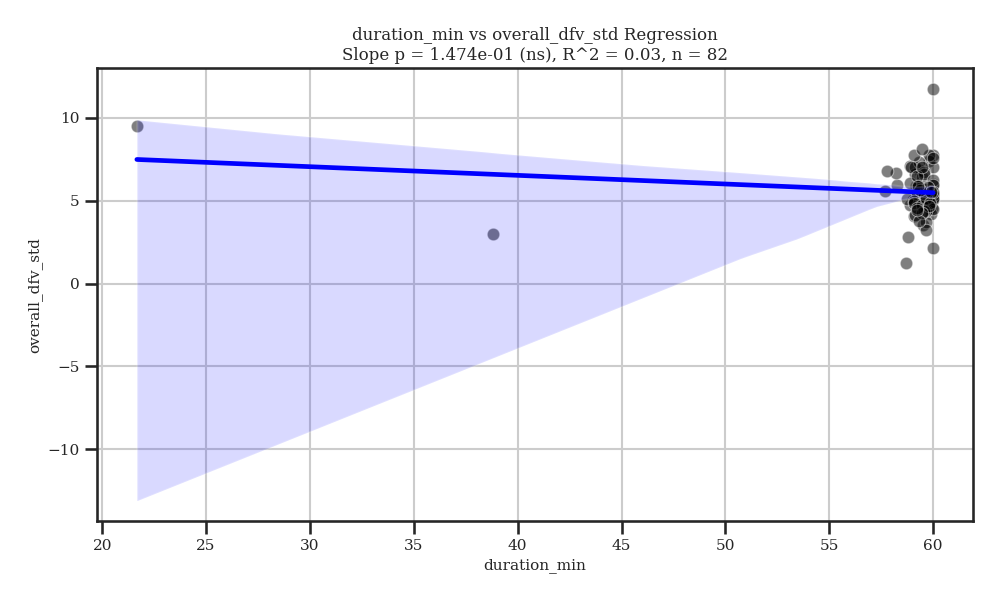 duration_min vs overall_dfv_std Regression
Slope p = 1.474e-01 (ns), R^2 = 0.03, n = 82
overall_dfv_std
10
5
0
−5
−10
20 25 30 35 40 45 50 55 60
duration_min